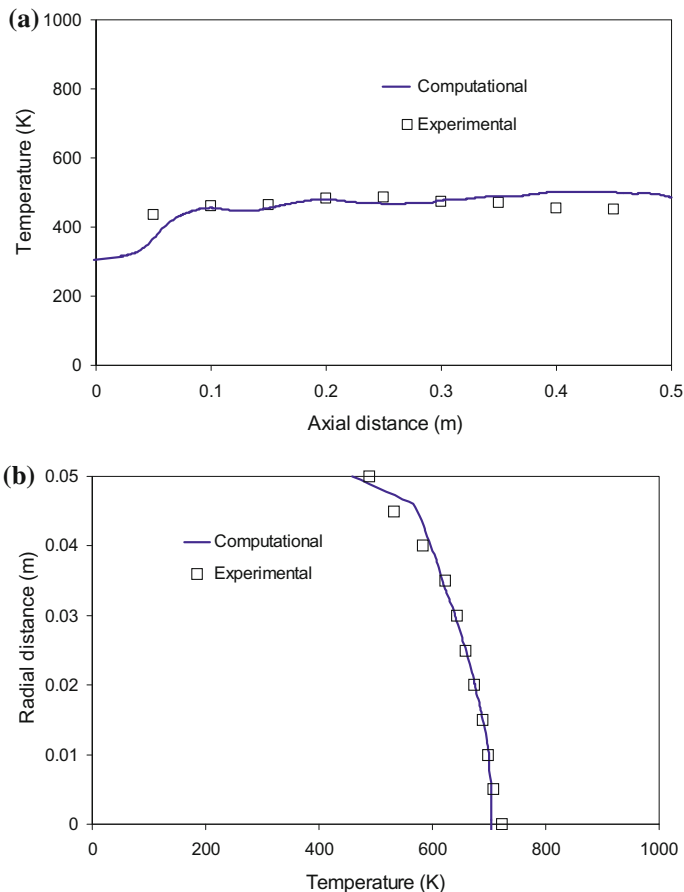 (a)
1000
800
600
400
200
0
Temperature (K)
Computational
Experimental
0 0.1 0.2 0.3 0.4 0.5
Axial distance (m)
(b)
0.05
0.04
0.03
0.02
0.01
0
Radial distance (m)
Computational
Experimental
0 200 400 600 800 1000
Temperature (K)